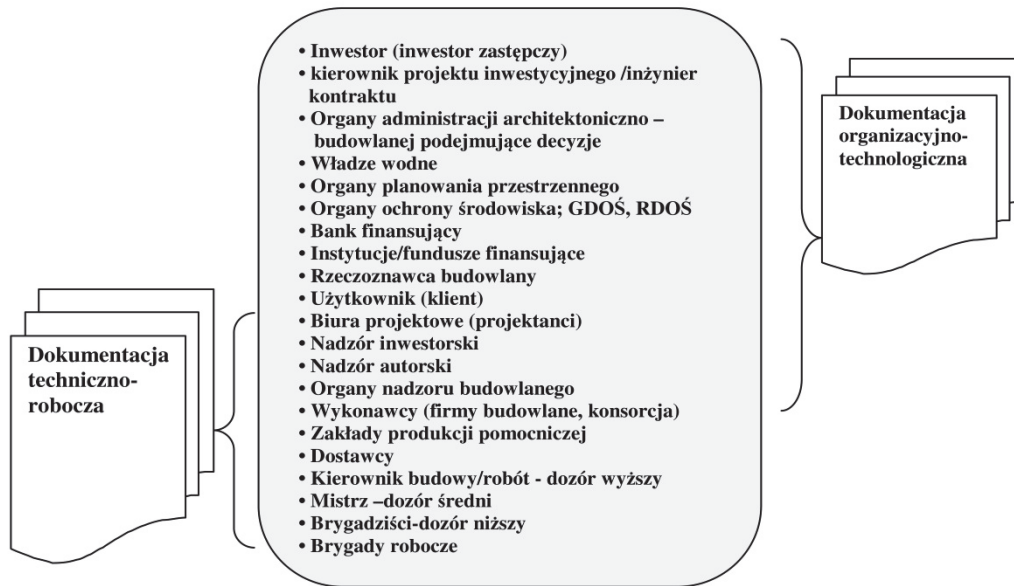 • Inwestor (inwestor zastępczy)
• kierownik projektu inwestycyjnego /inżynier
kontraktu
• Organy administracji architektoniczno –
budowlanej podejmujące decyzje
• Władze wodne
• Organy planowania przestrzennego
• Organy ochrony środowiska; GDOŚ, RDOŚ
• Bank finansujący
• Instytucje/fundusze finansujące
• Rzeczoznawca budowlany
• Użytkownik (klient)
• Biura projektowe (projektanci)
• Nadzór inwestorski
• Nadzór autorski
• Organy nadzoru budowlanego
• Wykonawcy (firmy budowlane, konsorcja)
• Zakłady produkcji pomocniczej
• Dostawcy
• Kierownik budowy/robót - dozór wyższy
• Mistrz –dozór średni
• Brygadziści-dozór niższy
• Brygady robocze
Dokumentacja
organizacyjno-
technologiczna
Dokumentacja
techniczno-
robocza